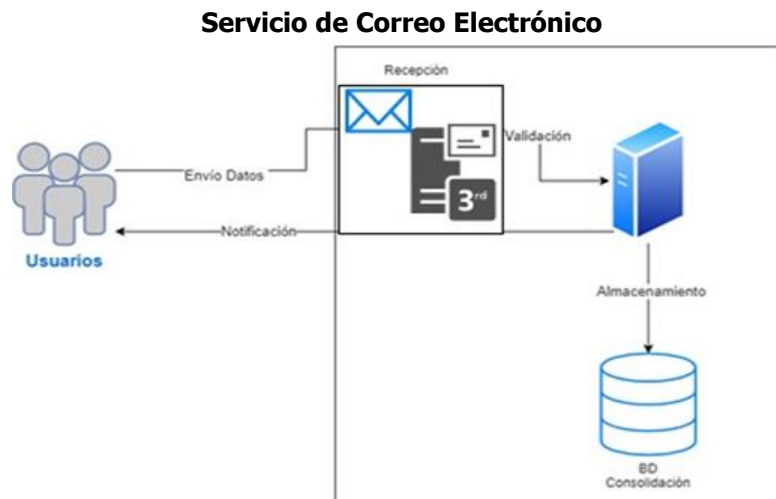 Servicio de Correo Electrónico
Recepción
Validación
3rd
Envío Datos
Notificación
Usuarios
Almacenamiento
BD
Consolidación